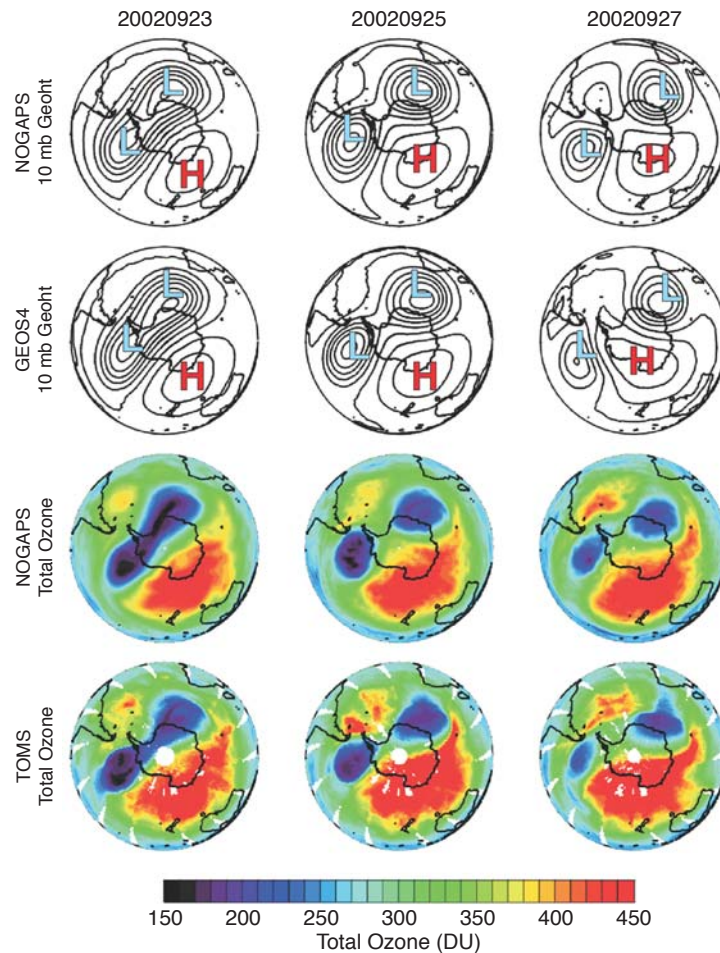 20020923 20020925 20020927
NOGAPS
10 mb Geoht
L L H
L L H
L L H
GEOS4
10 mb Geoht
L L H
L L H
L L H
NOGAPS
Total Ozone
TOMS
Total Ozone
150 200 250 300 350 400 450
Total Ozone (DU)